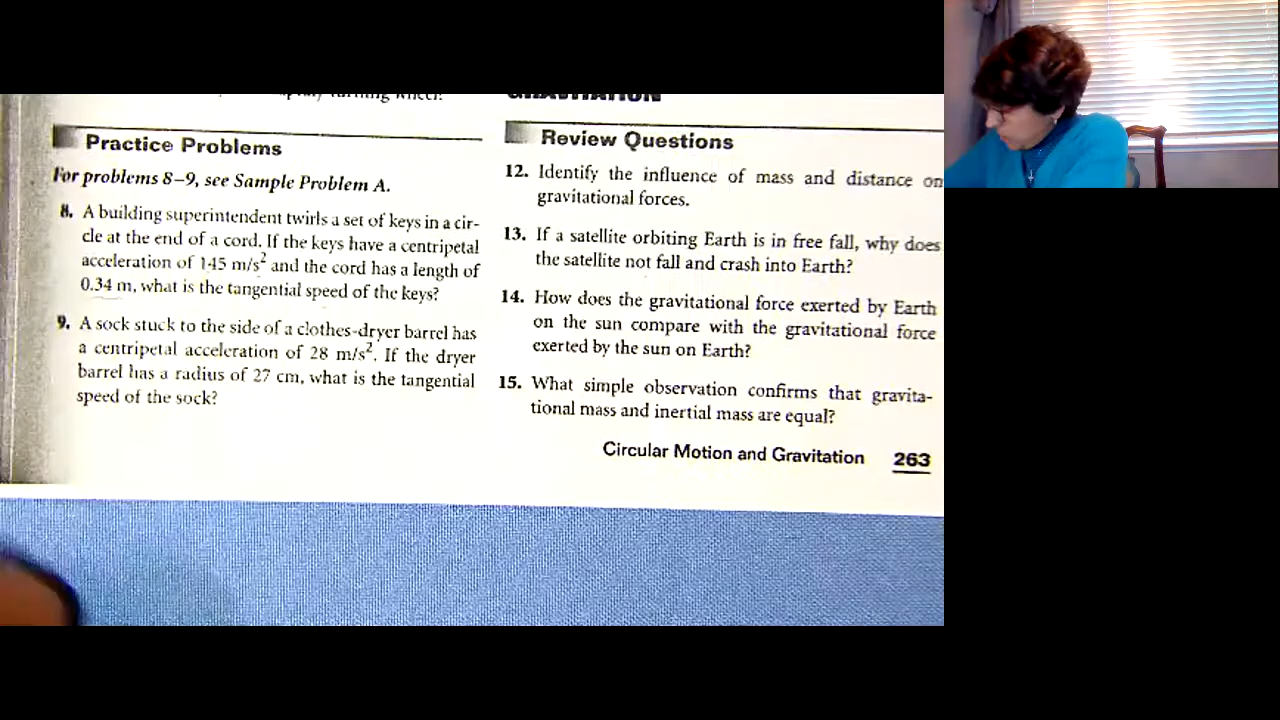 turning wheel.
Practice Problems
For problems 8–9, see Sample Problem A.
8. A building superintendent twirls a set of keys in a cir-
cle at the end of a cord. If the keys have a centripetal
acceleration of 145 m/s² and the cord has a length of
0.34 m, what is the tangential speed of the keys?
9. A sock stuck to the side of a clothes-dryer barrel has
a centripetal acceleration of 28 m/s². If the dryer
barrel has a radius of 27 cm, what is the tangential
speed of the sock?
GRAVITATION
Review Questions
12. Identify the influence of mass and distance on
gravitational forces.
13. If a satellite orbiting Earth is in free fall, why does
the satellite not fall and crash into Earth?
14. How does the gravitational force exerted by Earth
on the sun compare with the gravitational force
exerted by the sun on Earth?
15. What simple observation confirms that gravita-
tional mass and inertial mass are equal?
Circular Motion and Gravitation 263